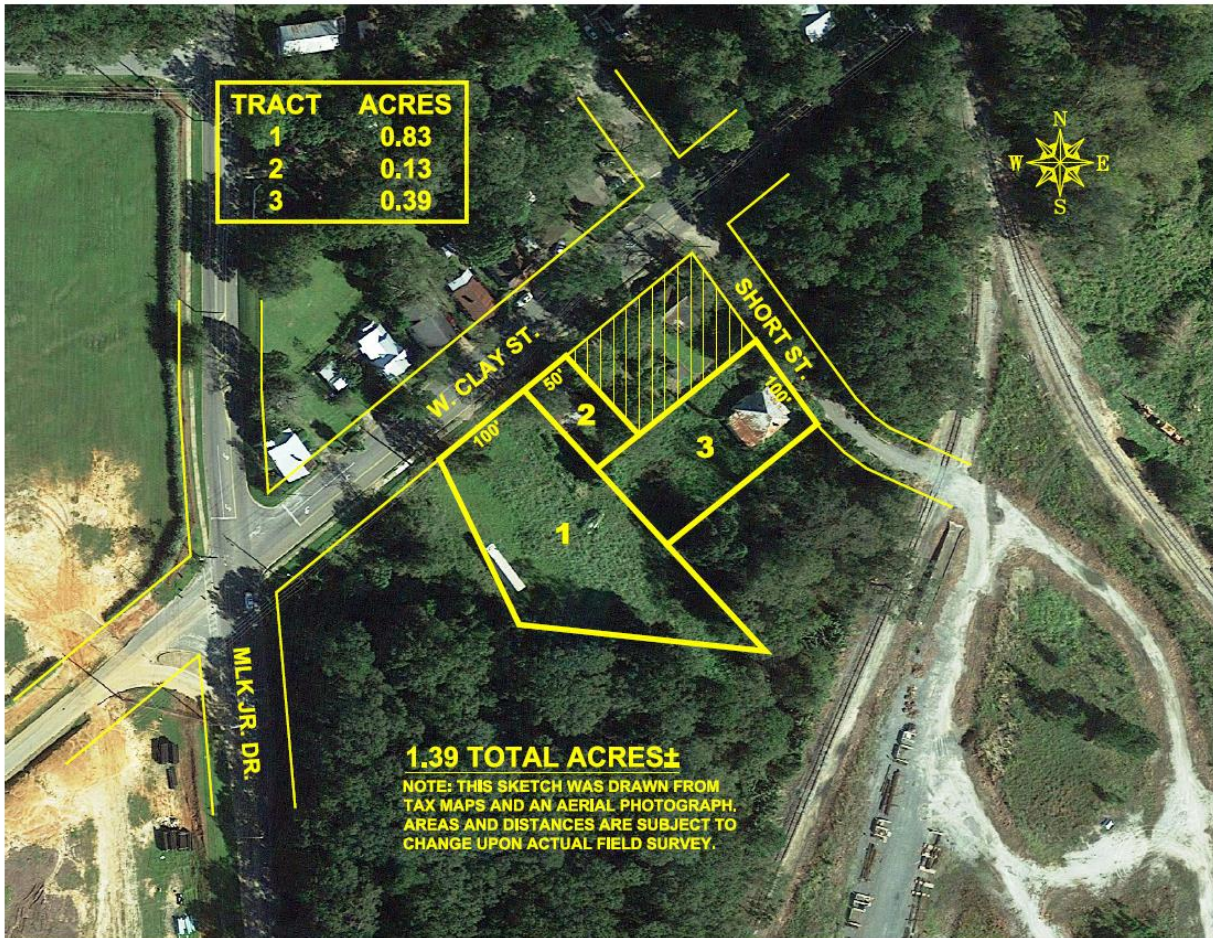 TRACT ACRES
1 0.83
2 0.13
3 0.39
N
W E
S
W. CLAY ST.
SHORT ST.
50'
100'
100'
2
3
1
MLK JR. DR.
1.39 TOTAL ACRES±
NOTE: THIS SKETCH WAS DRAWN FROM
TAX MAPS AND AN AERIAL PHOTOGRAPH.
AREAS AND DISTANCES ARE SUBJECT TO
CHANGE UPON ACTUAL FIELD SURVEY.